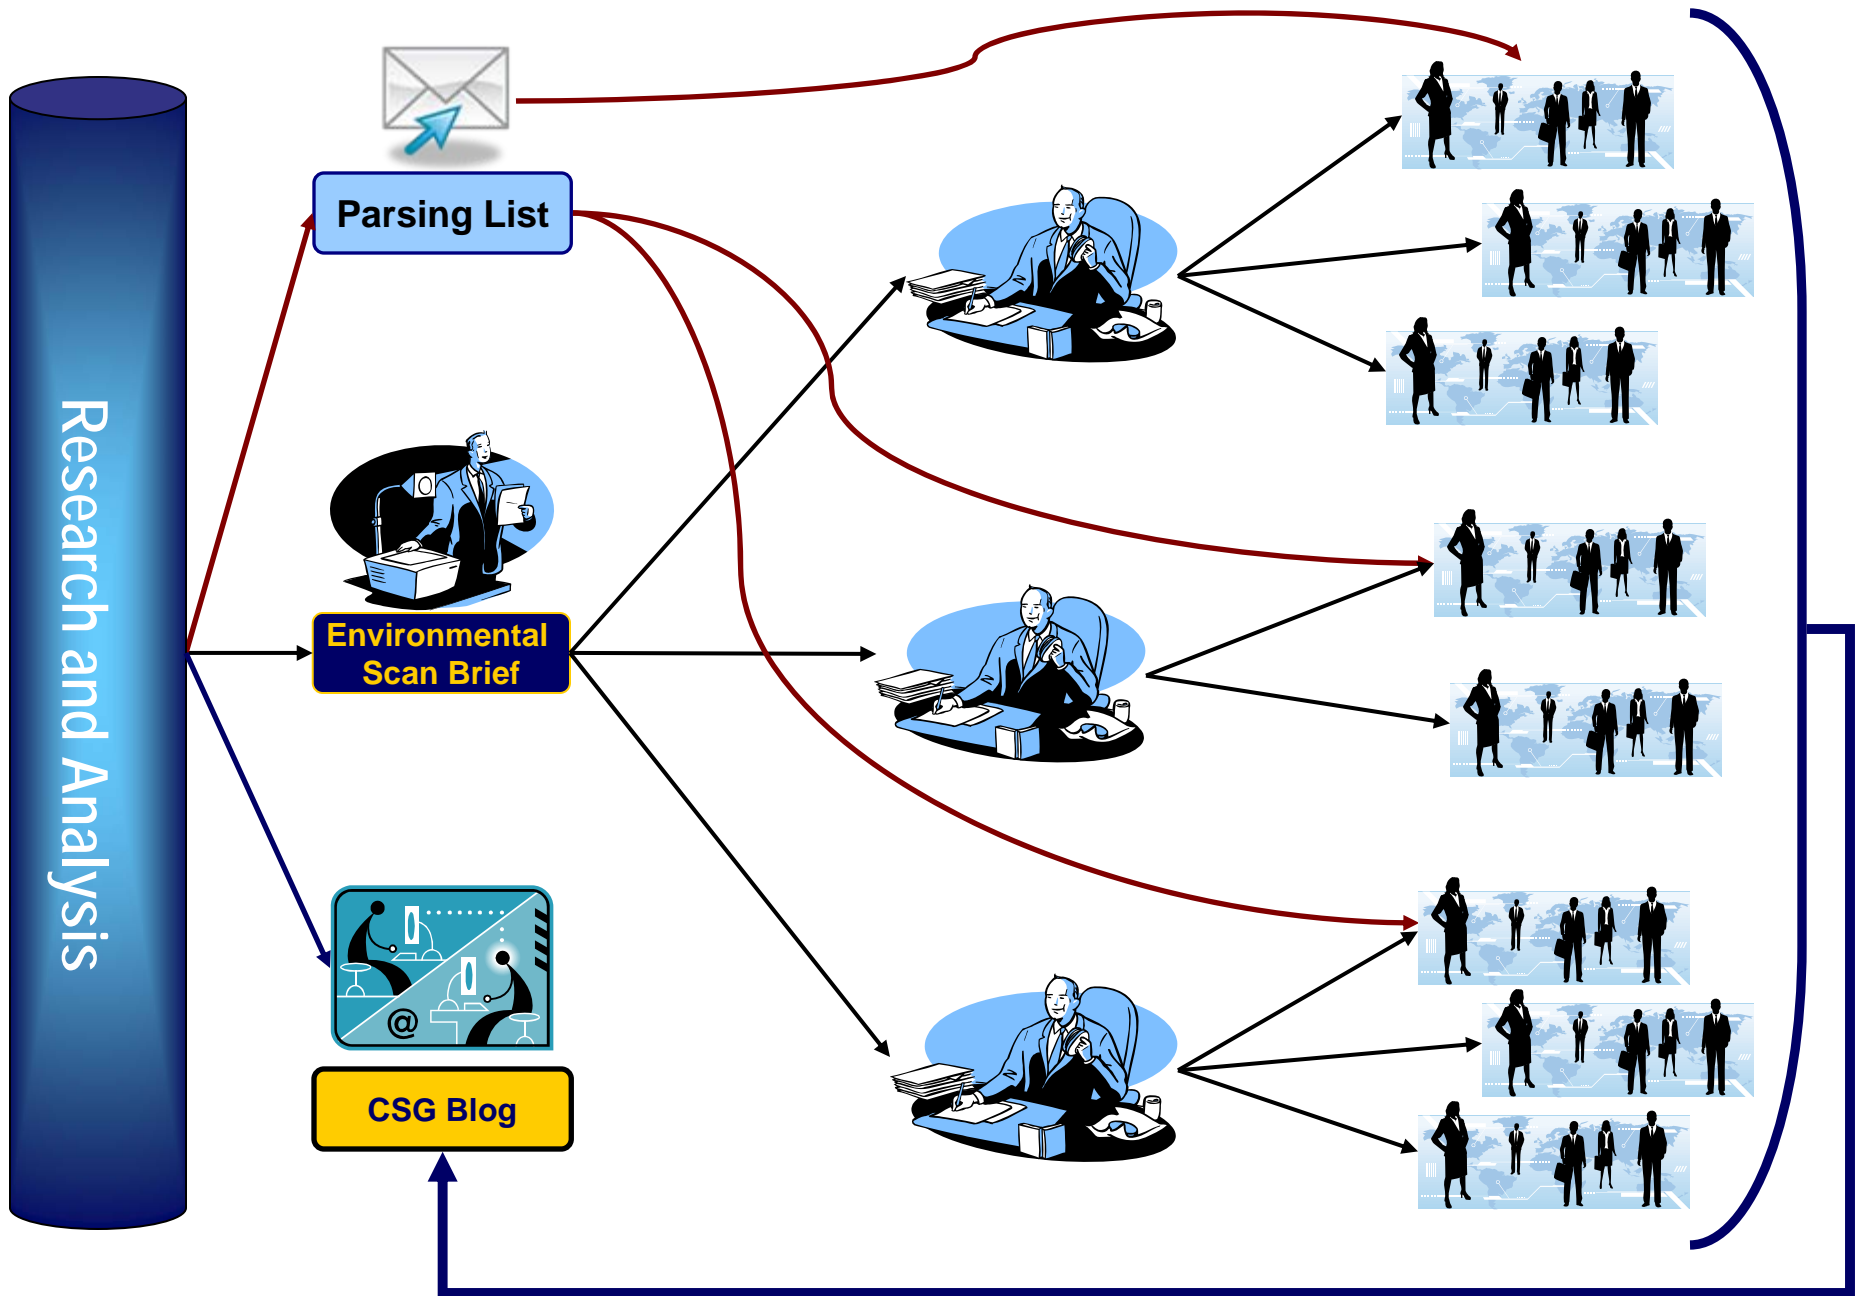 Research and Analysis
Parsing List
Environmental
Scan Brief
@
CSG Blog